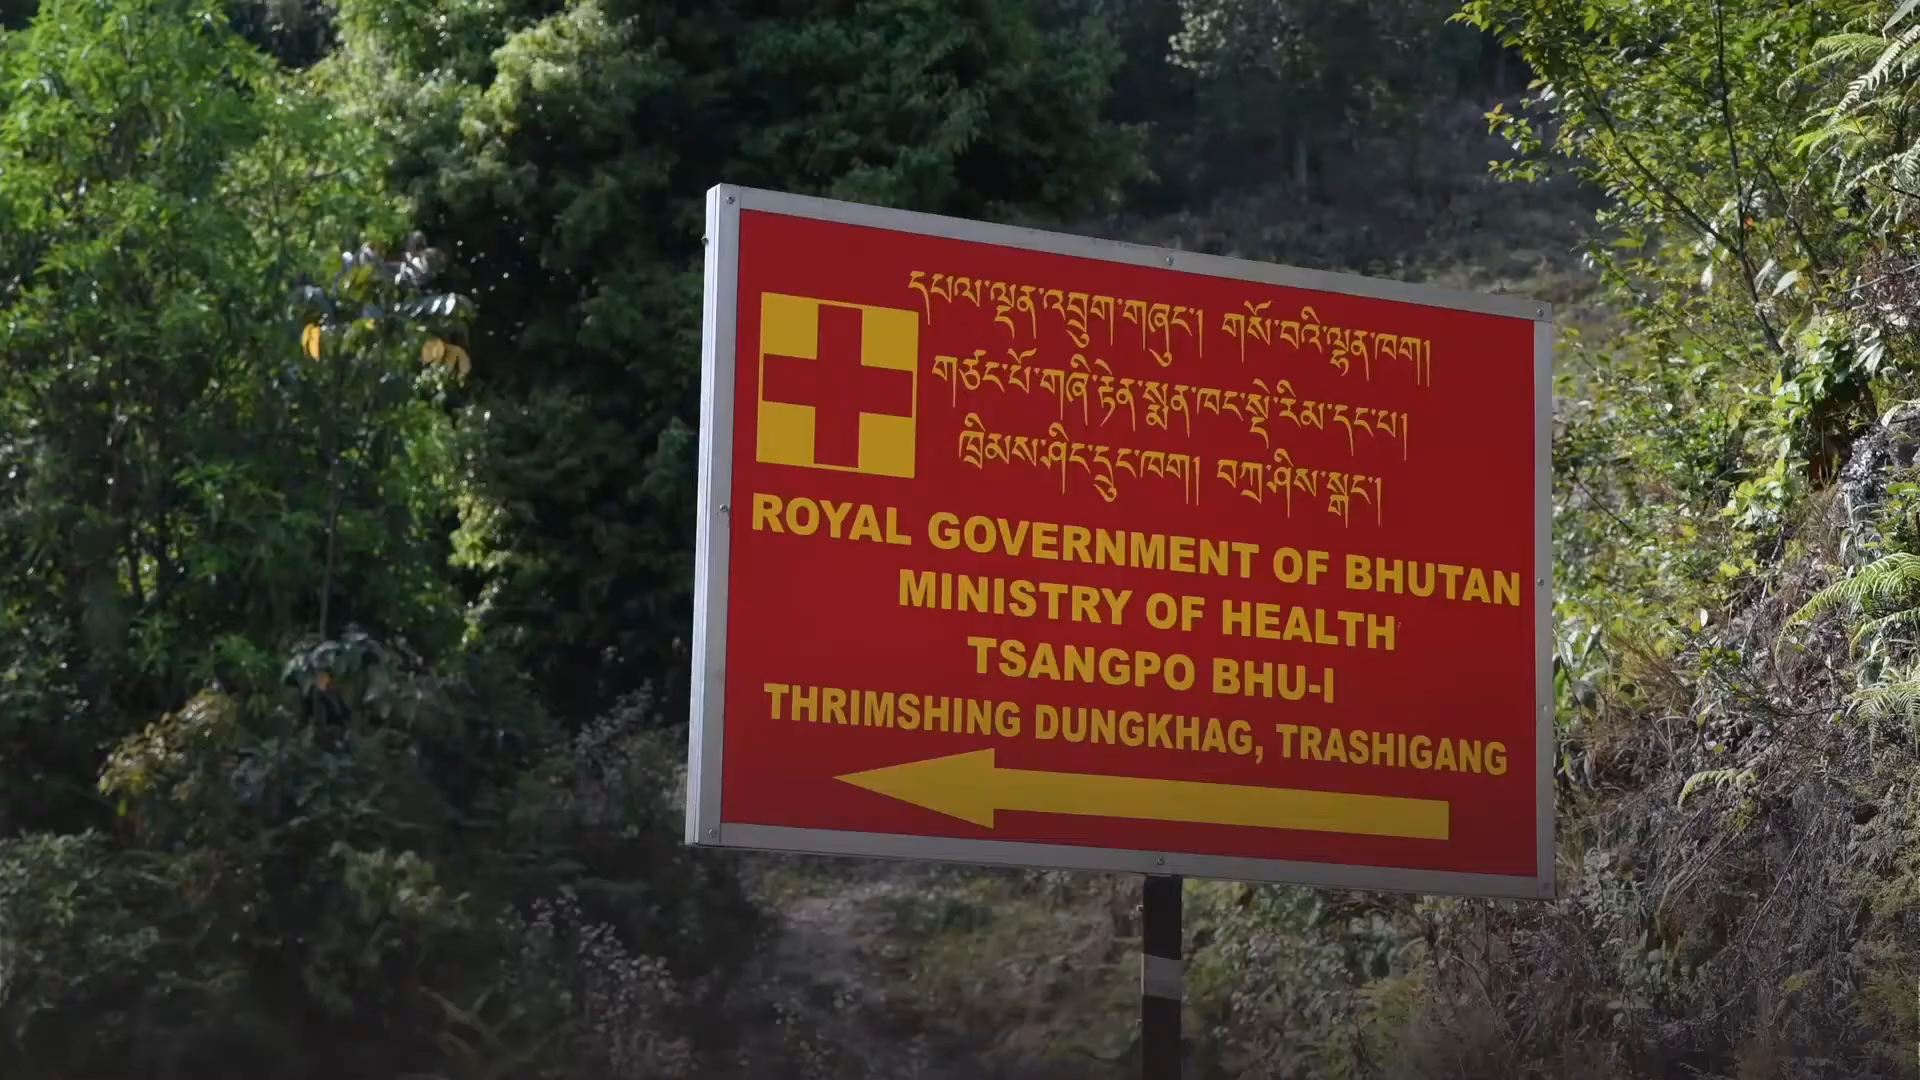 དཔལ་ལྡན་འབྲུག་གཞུང་། གསོ་བའི་ལྷན་ཁག།
གཙང་པོ་གཞི་རྟེན་སྨན་ཁང་སྡེ་རིམ་དང་པ།
ཁྲིམས་ཤིང་དྲུང་ཁག། བཀྲ་ཤིས་སྒང་།
ROYAL GOVERNMENT OF BHUTAN
MINISTRY OF HEALTH
TSANGPO BHU-I
THRIMSHING DUNGKHAG, TRASHIGANG